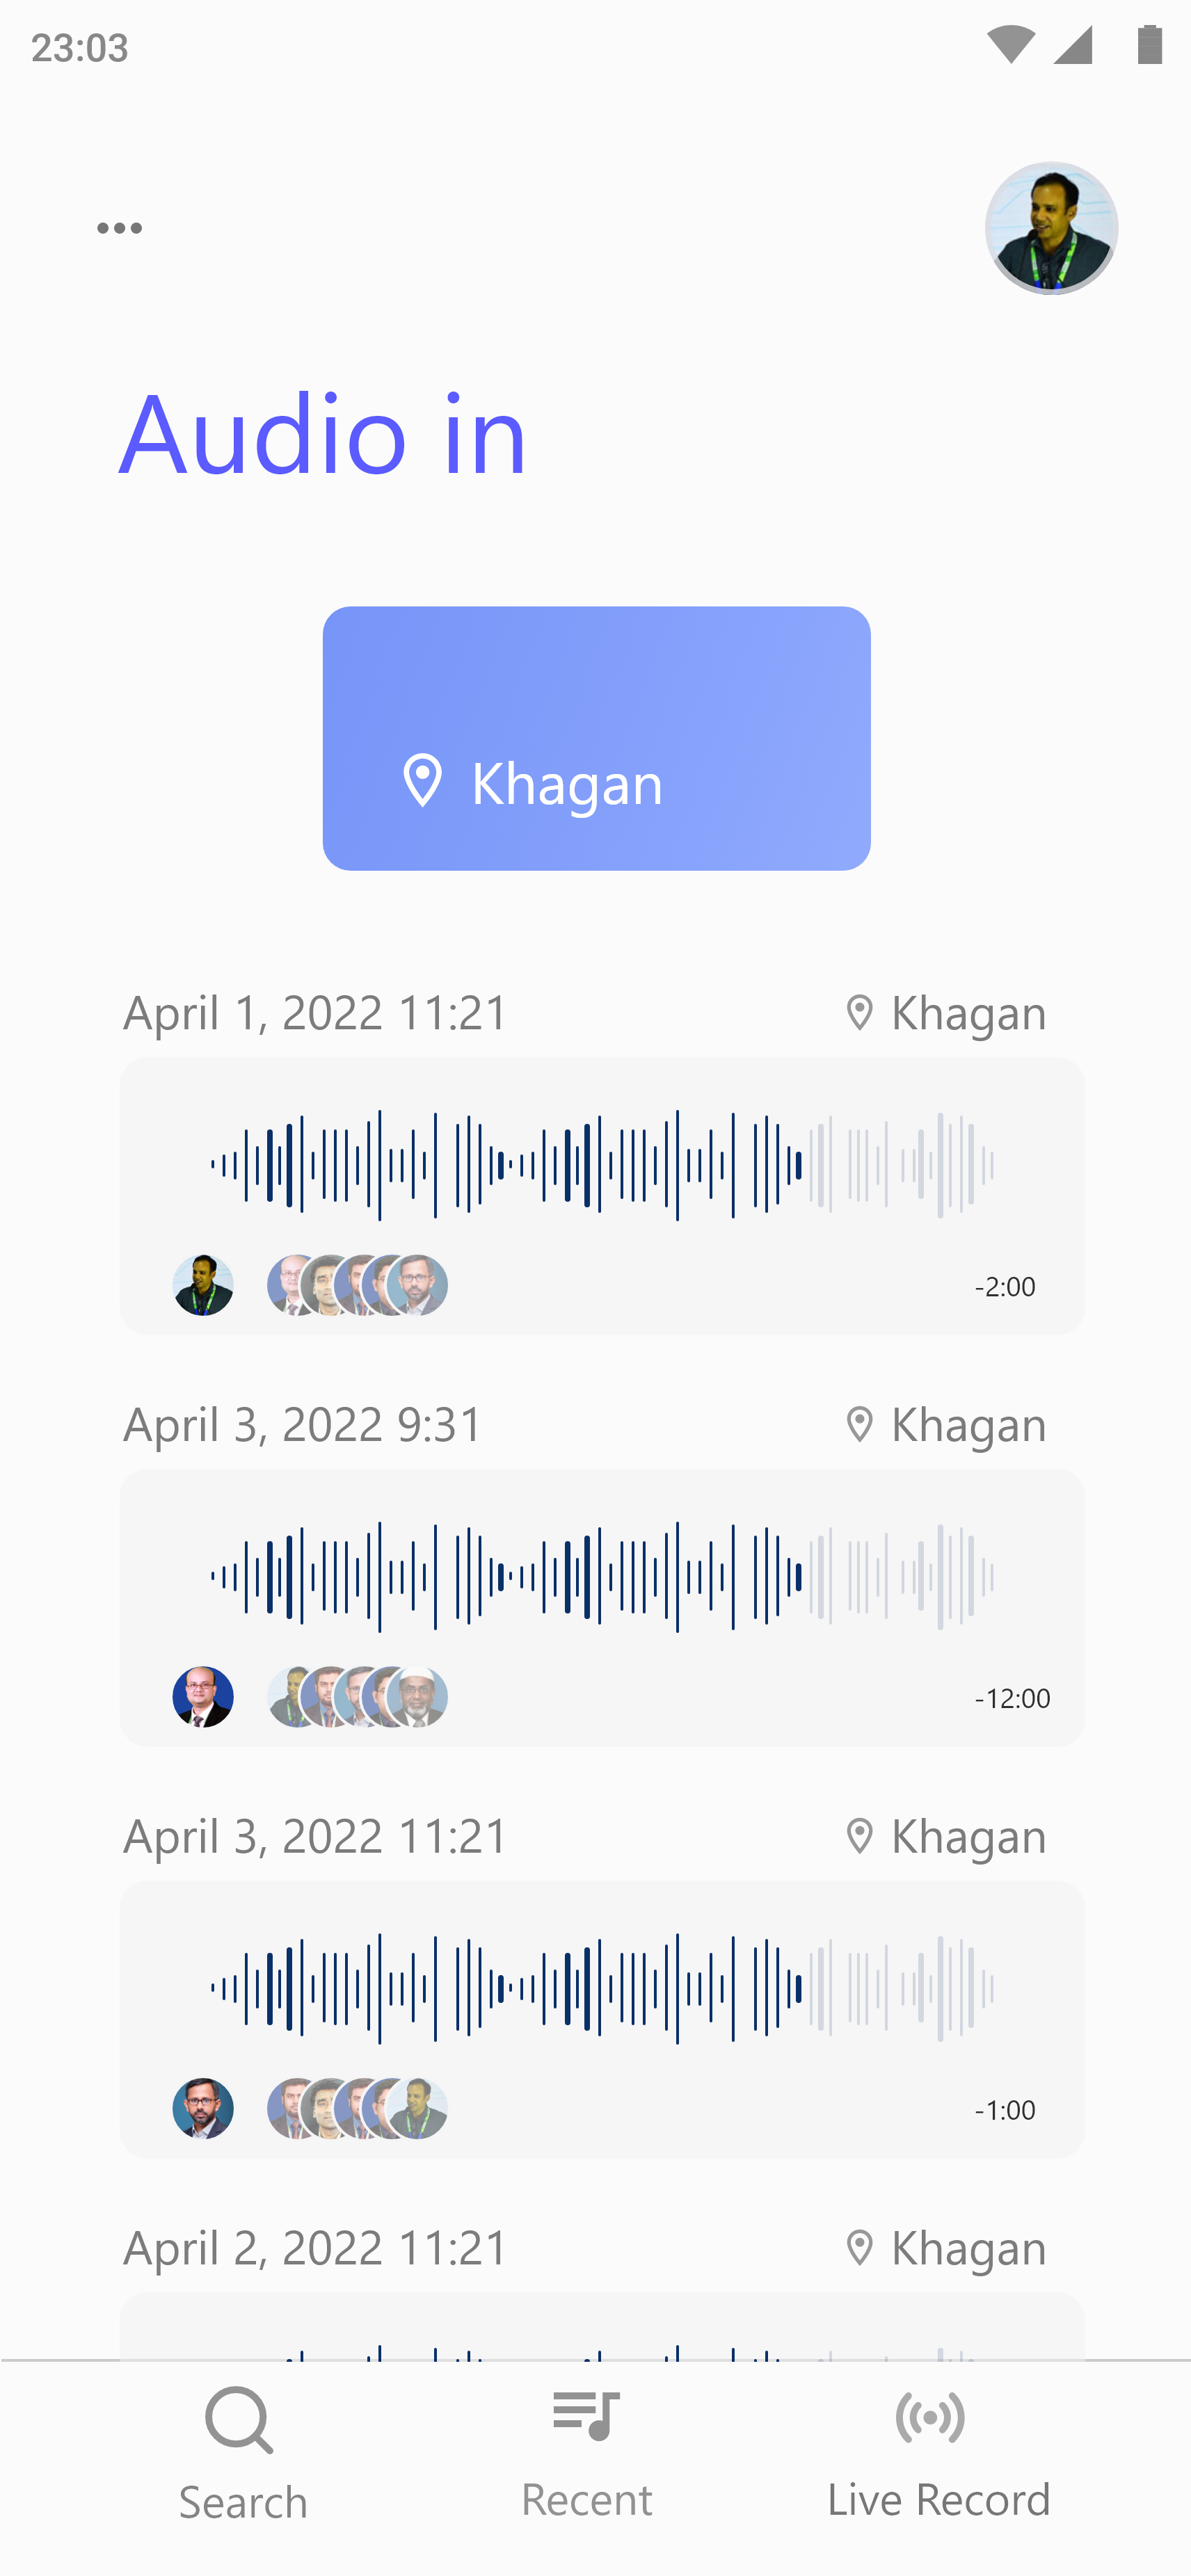 23:03
Audio in
Khagan
April 1, 2022 11:21 Khagan
-2:00
April 3, 2022 9:31 Khagan
-12:00
April 3, 2022 11:21 Khagan
-1:00
April 2, 2022 11:21 Khagan
Search Recent Live Record